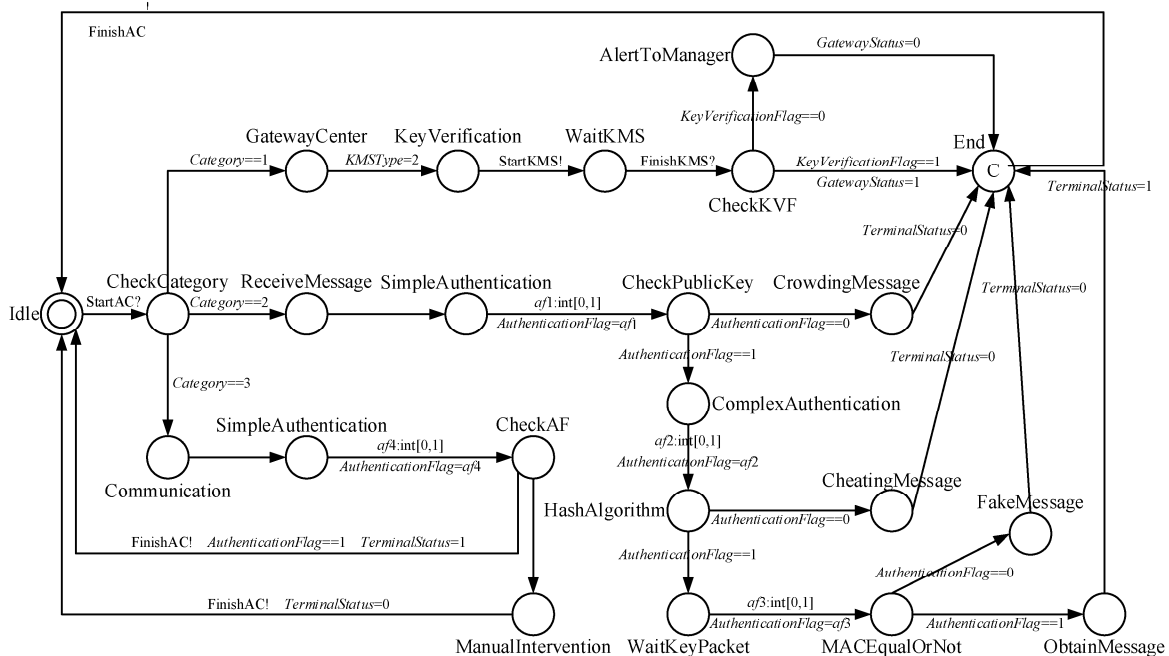 !
FinishAC
AlertToManager
GatewayStatus=0
KeyVerificationFlag==0
GatewayCenter
KeyVerification
WaitKMS
End
Category==1
KMSType=2
StartKMS!
FinishKMS?
KeyVerificationFlag==1
C
GatewayStatus=1
TerminalStatus=1
CheckKVF
TerminalStatus=0
CheckCategory
ReceiveMessage
SimpleAuthentication
CheckPublicKey
CrowdingMessage
TerminalStatus=0
Idle
StartAC?
Category==2
af1:int[0,1]
AuthenticationFlag=af1
AuthenticationFlag==0
AuthenticationFlag==1
TerminalStatus=0
Category==3
ComplexAuthentication
SimpleAuthentication
CheckAF
af4:int[0,1]
AuthenticationFlag=af4
af2:int[0,1]
AuthenticationFlag=af2
Communication
CheatingMessage
HashAlgorithm
AuthenticationFlag==0
FakeMessage
FinishAC! AuthenticationFlag==1 TerminalStatus=1
AuthenticationFlag==1
AuthenticationFlag==0
FinishAC! TerminalStatus=0
af3:int[0,1]
AuthenticationFlag=af3
AuthenticationFlag==1
ManualIntervention
WaitKeyPacket
MACEqualOrNot
ObtainMessage